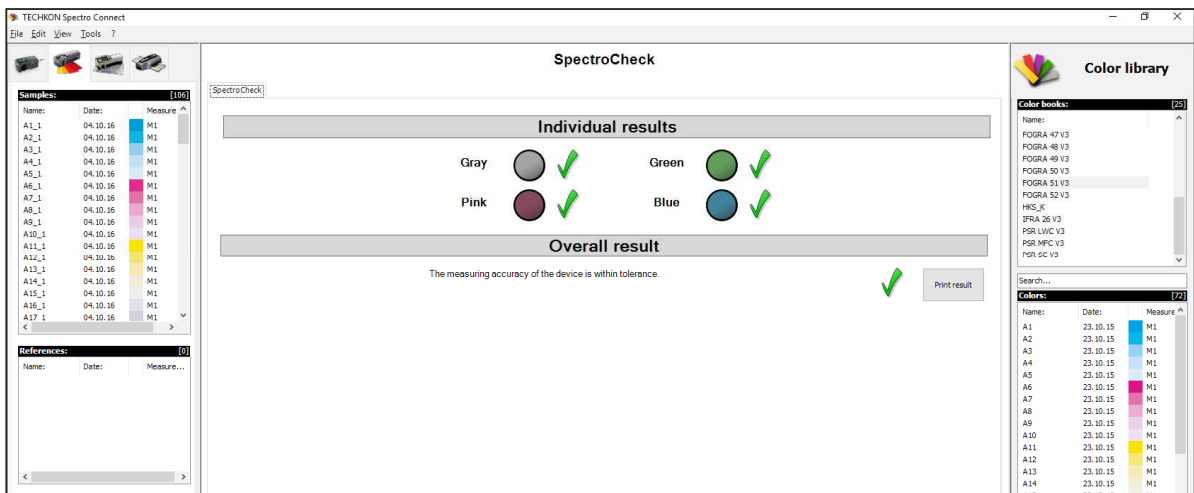 TECHKON Spectro Connect
File Edit View Tools ?
Samples: [106]
Name: Date: Measure
A1_1 04.10.16 M1
A2_1 04.10.16 M1
A3_1 04.10.16 M1
A4_1 04.10.16 M1
A5_1 04.10.16 M1
A6_1 04.10.16 M1
A7_1 04.10.16 M1
A8_1 04.10.16 M1
A9_1 04.10.16 M1
A10_1 04.10.16 M1
A11_1 04.10.16 M1
A12_1 04.10.16 M1
A13_1 04.10.16 M1
A14_1 04.10.16 M1
A15_1 04.10.16 M1
A16_1 04.10.16 M1
A17_1 04.10.16 M1
References: [0]
Name: Date: Measure...
SpectroCheck
SpectroCheck
Individual results
Gray Green
Pink Blue
Overall result
The measuring accuracy of the device is within tolerance.
Print result
Color library
Color books: [25]
Name:
FOGRA 47 V3
FOGRA 48 V3
FOGRA 49 V3
FOGRA 50 V3
FOGRA 51 V3
FOGRA 52 V3
HKS_K
IFRA 26 V3
PSR LWC V3
PSR MFC V3
PSR SC V3
Search...
Colors: [72]
Name: Date: Measure
A1 23.10.15 M1
A2 23.10.15 M1
A3 23.10.15 M1
A4 23.10.15 M1
A5 23.10.15 M1
A6 23.10.15 M1
A7 23.10.15 M1
A8 23.10.15 M1
A9 23.10.15 M1
A10 23.10.15 M1
A11 23.10.15 M1
A12 23.10.15 M1
A13 23.10.15 M1
A14 23.10.15 M1